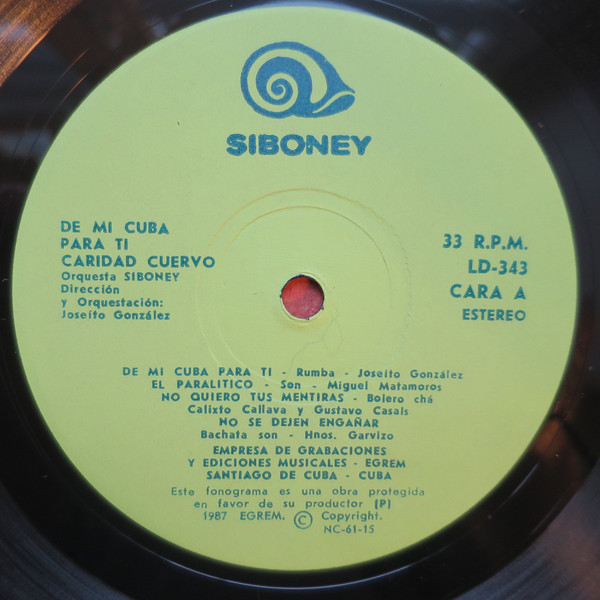 SIBONEY
DE MI CUBA
PARA TI
CARIDAD CUERVO
Orquesta SIBONEY
Dirección
y Orquestación:
Joseíto González
33 R.P.M.
LD-343
CARA A
ESTEREO
DE MI CUBA PARA TI - Rumba - Joseíto González
EL PARALITICO - Son - Miguel Matamoros
NO QUIERO TUS MENTIRAS - Bolero chá
Calixto Callava y Gustavo Casals
NO SE DEJEN ENGAÑAR
Bachata son - Hnos. Garvizo
EMPRESA DE GRABACIONES
Y EDICIONES MUSICALES - EGREM
SANTIAGO DE CUBA - CUBA
Este fonograma es una obra protegida
en favor de su productor (P)
1987 EGREM. © Copyright.
NC-61-15